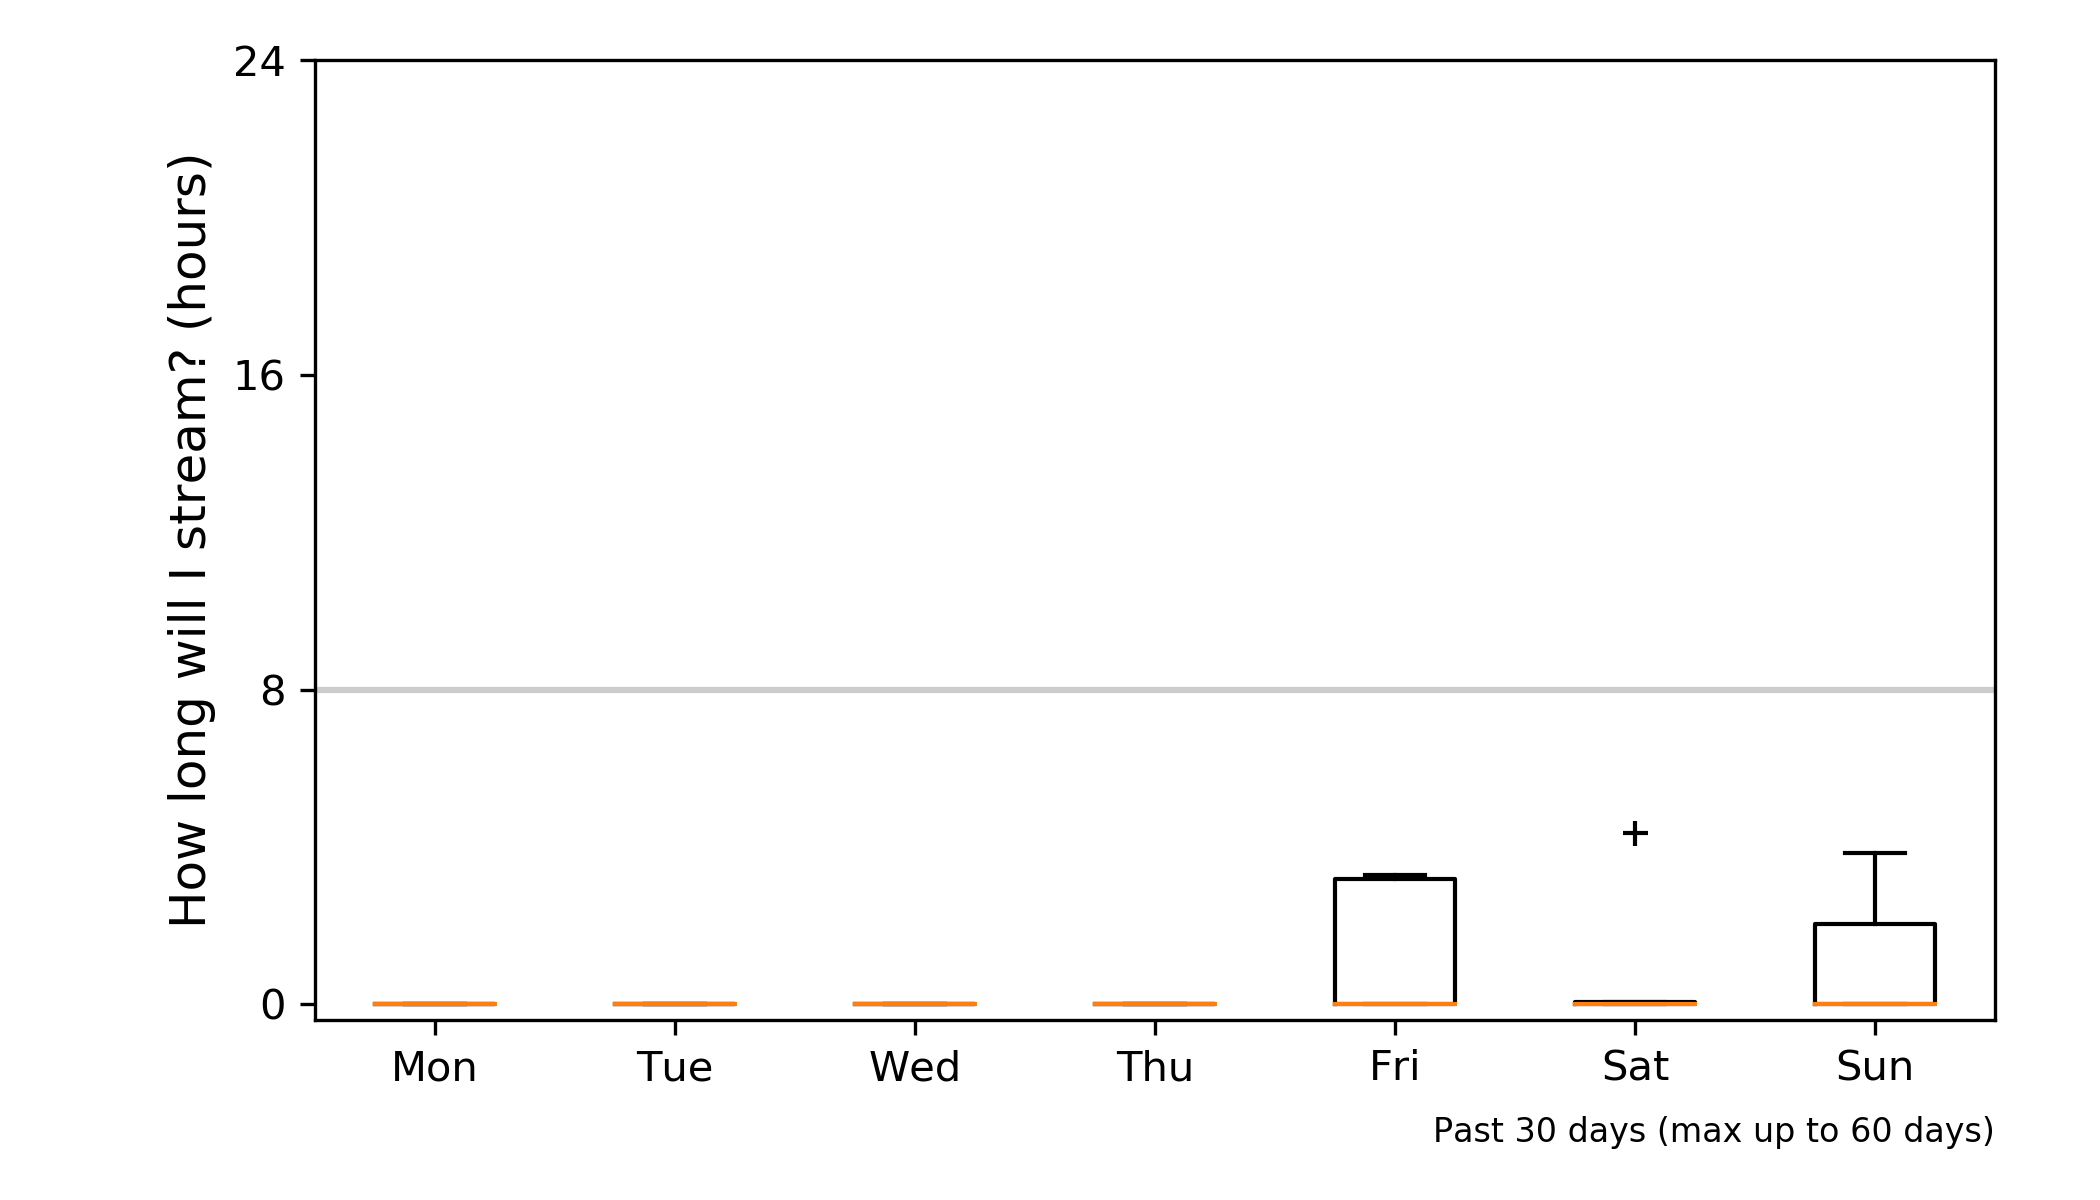 How long will I stream? (hours)
24
16
8
0
Mon Tue Wed Thu Fri Sat Sun
Past 30 days (max up to 60 days)